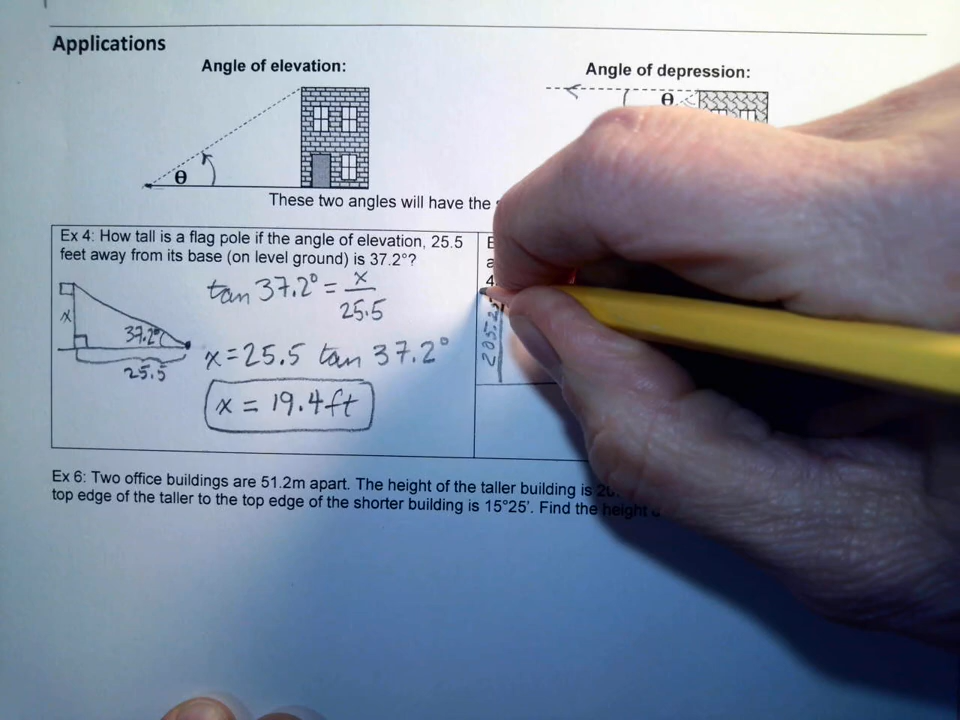 Applications
Angle of elevation:
Angle of depression:
θ
θ
These two angles will have the
Ex 4: How tall is a flag pole if the angle of elevation, 25.5
feet away from its base (on level ground) is 37.2°?
tan 37.2° = x
25.5
x
37.2°
25.5
x = 25.5 tan 37.2°
x = 19.4 ft
Ex 6: Two office buildings are 51.2m apart. The height of the taller building is
top edge of the taller to the top edge of the shorter building is 15°25'. Find the height